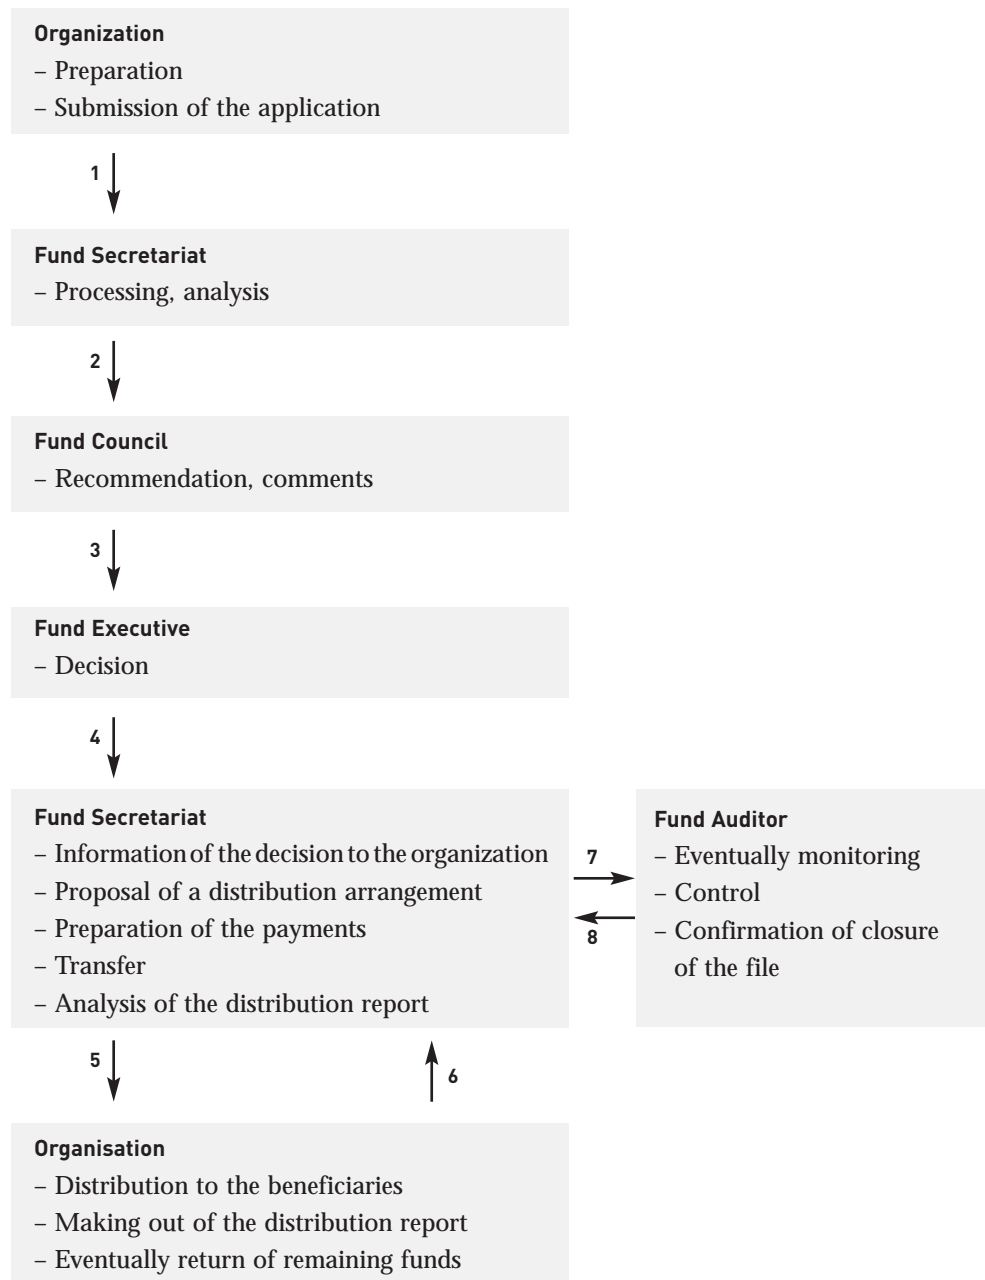 Organization
– Preparation
– Submission of the application
1
Fund Secretariat
– Processing, analysis
2
Fund Council
– Recommendation, comments
3
Fund Executive
– Decision
4
Fund Secretariat
– Information of the decision to the organization
– Proposal of a distribution arrangement
– Preparation of the payments
– Transfer
– Analysis of the distribution report
7
8
Fund Auditor
– Eventually monitoring
– Control
– Confirmation of closure
of the file
5
6
Organisation
– Distribution to the beneficiaries
– Making out of the distribution report
– Eventually return of remaining funds